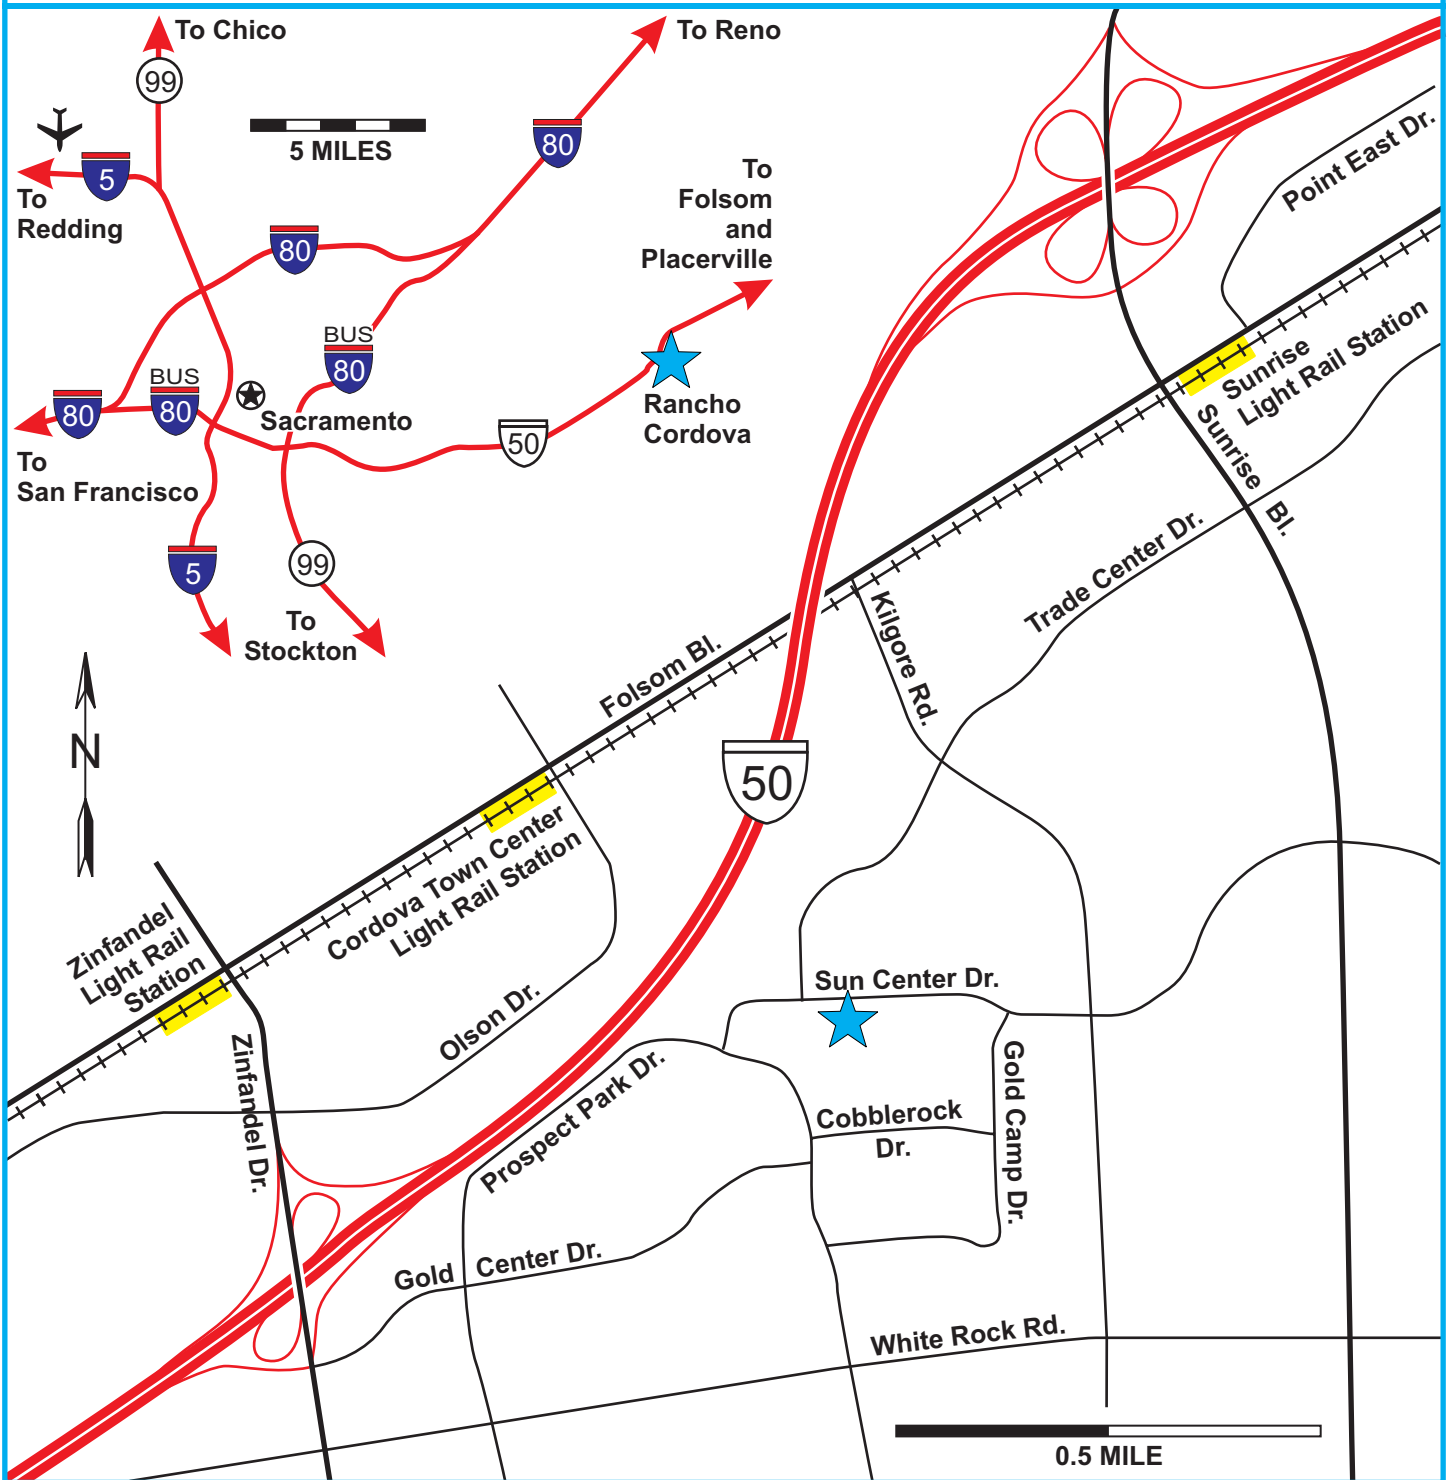 To Chico
To Reno
99
80
5 MILES
5
To
Redding
To
Folsom
and
Placerville
80
BUS
80
BUS
80
80
Sacramento
50
Rancho
Cordova
To
San Francisco
5
99
To
Stockton
N
Point East Dr.
Sunrise
Light Rail Station
Sunrise Bl.
Trade Center Dr.
Kilgore Rd.
Folsom Bl.
50
Cordova Town Center
Light Rail Station
Zinfandel
Light Rail
Station
Olson Dr.
Zinfandel Dr.
Sun Center Dr.
Prospect Park Dr.
Cobblerock
Dr.
Gold Camp Dr.
Gold Center Dr.
White Rock Rd.
0.5 MILE